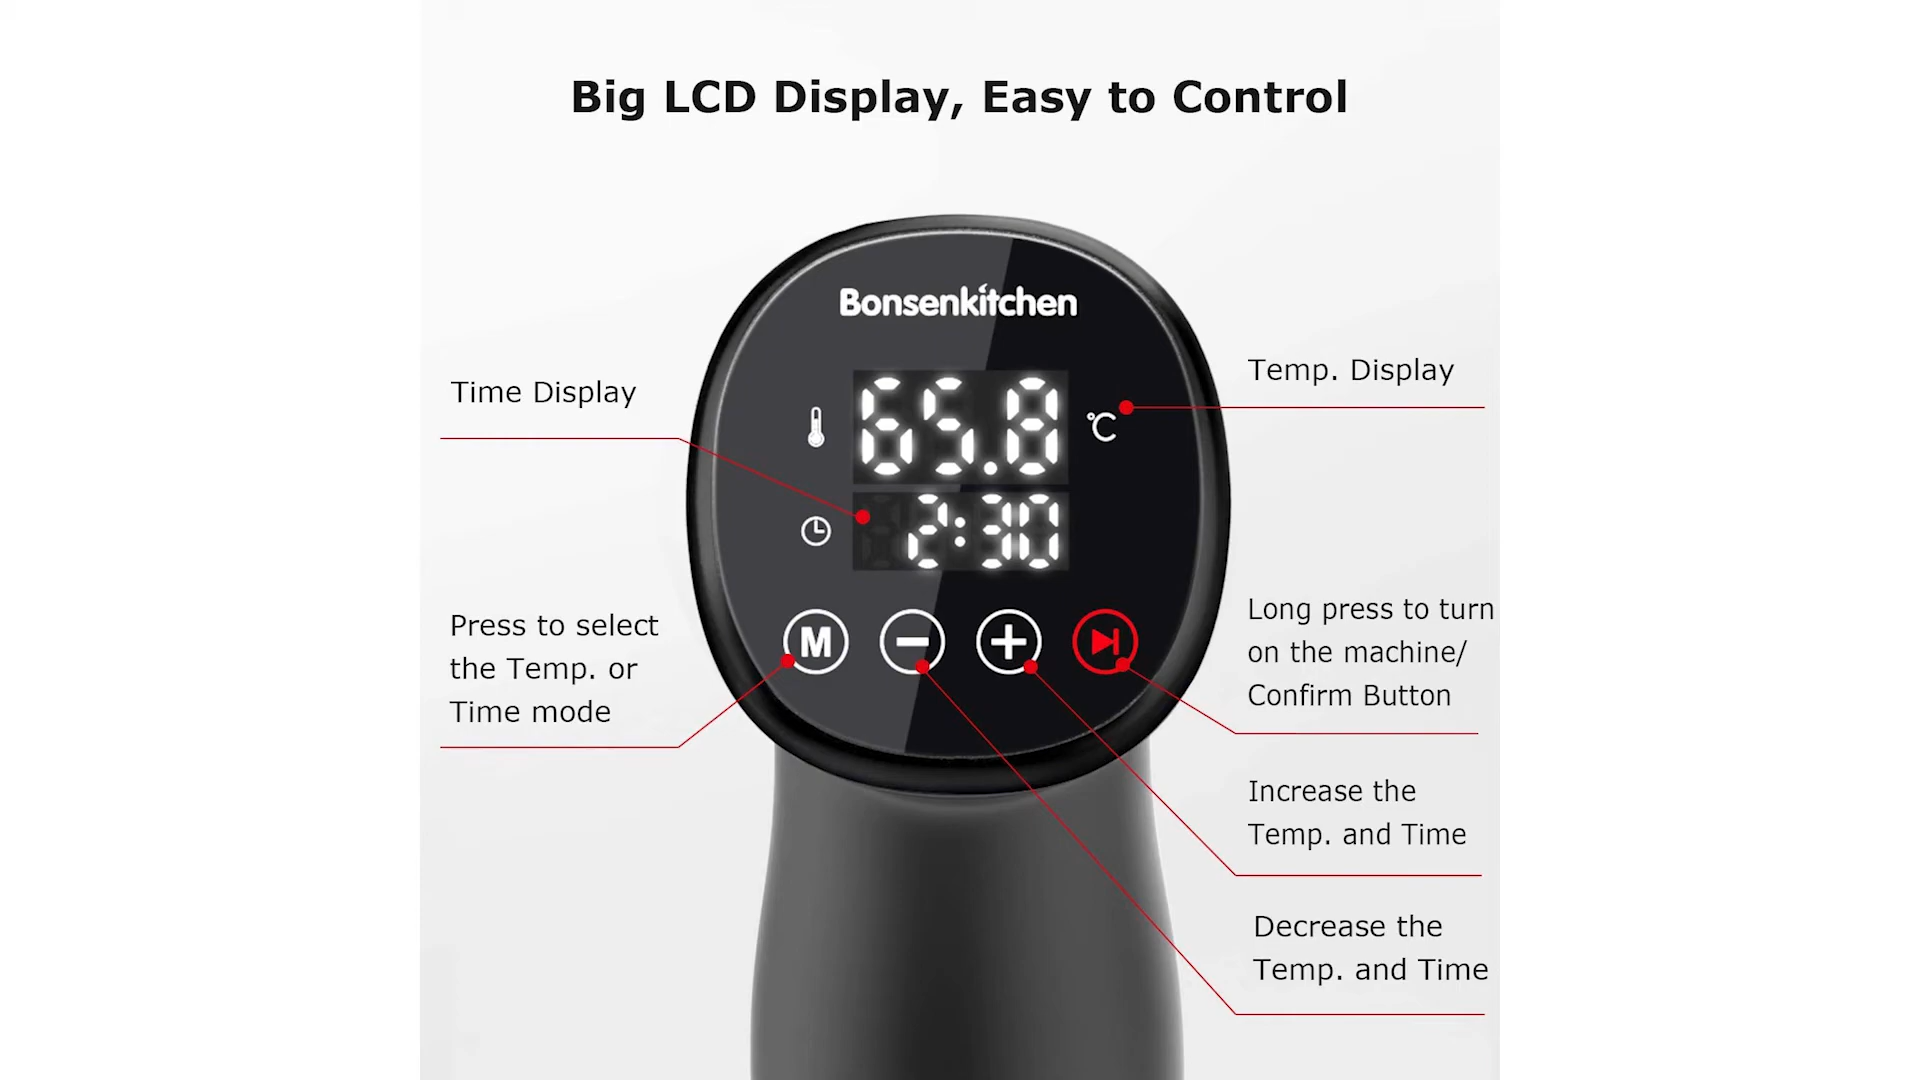 Big LCD Display, Easy to Control
Bonsenkitchen
Time Display
65.8 °C
Temp. Display
2:30
Press to select
the Temp. or
Time mode
M
Long press to turn
on the machine/
Confirm Button
Increase the
Temp. and Time
Decrease the
Temp. and Time